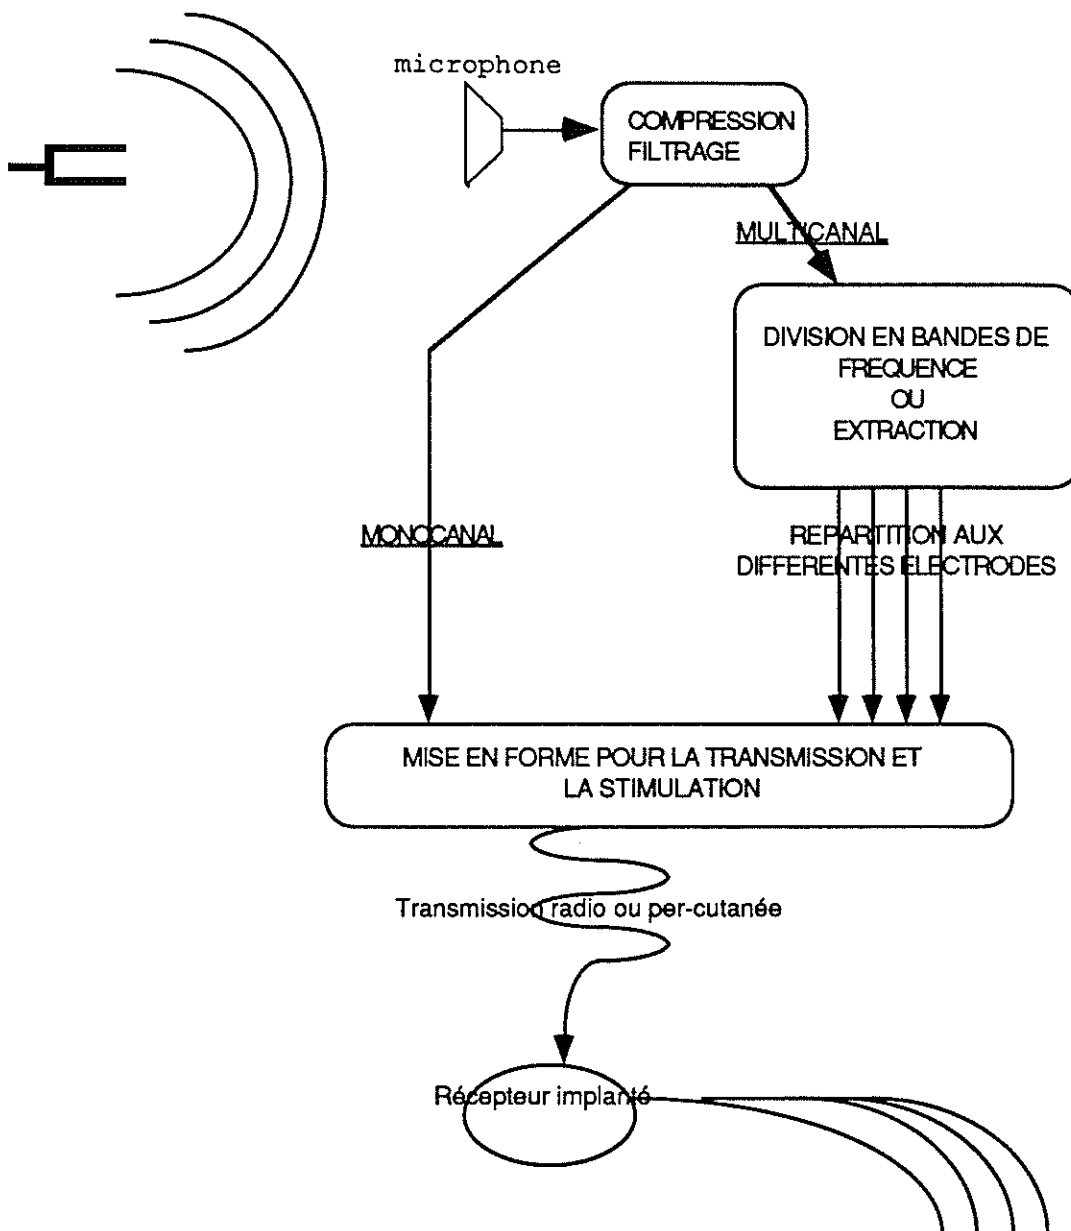 microphone
COMPRESSION
FILTRAGE
MULTICANAL
DIVISION EN BANDES DE
FREQUENCE
OU
EXTRACTION
MONOCANAL
REPARTITION AUX
DIFFERENTES ELECTRODES
MISE EN FORME POUR LA TRANSMISSION ET
LA STIMULATION
Transmission radio ou per-cutanée
Récepteur implanté